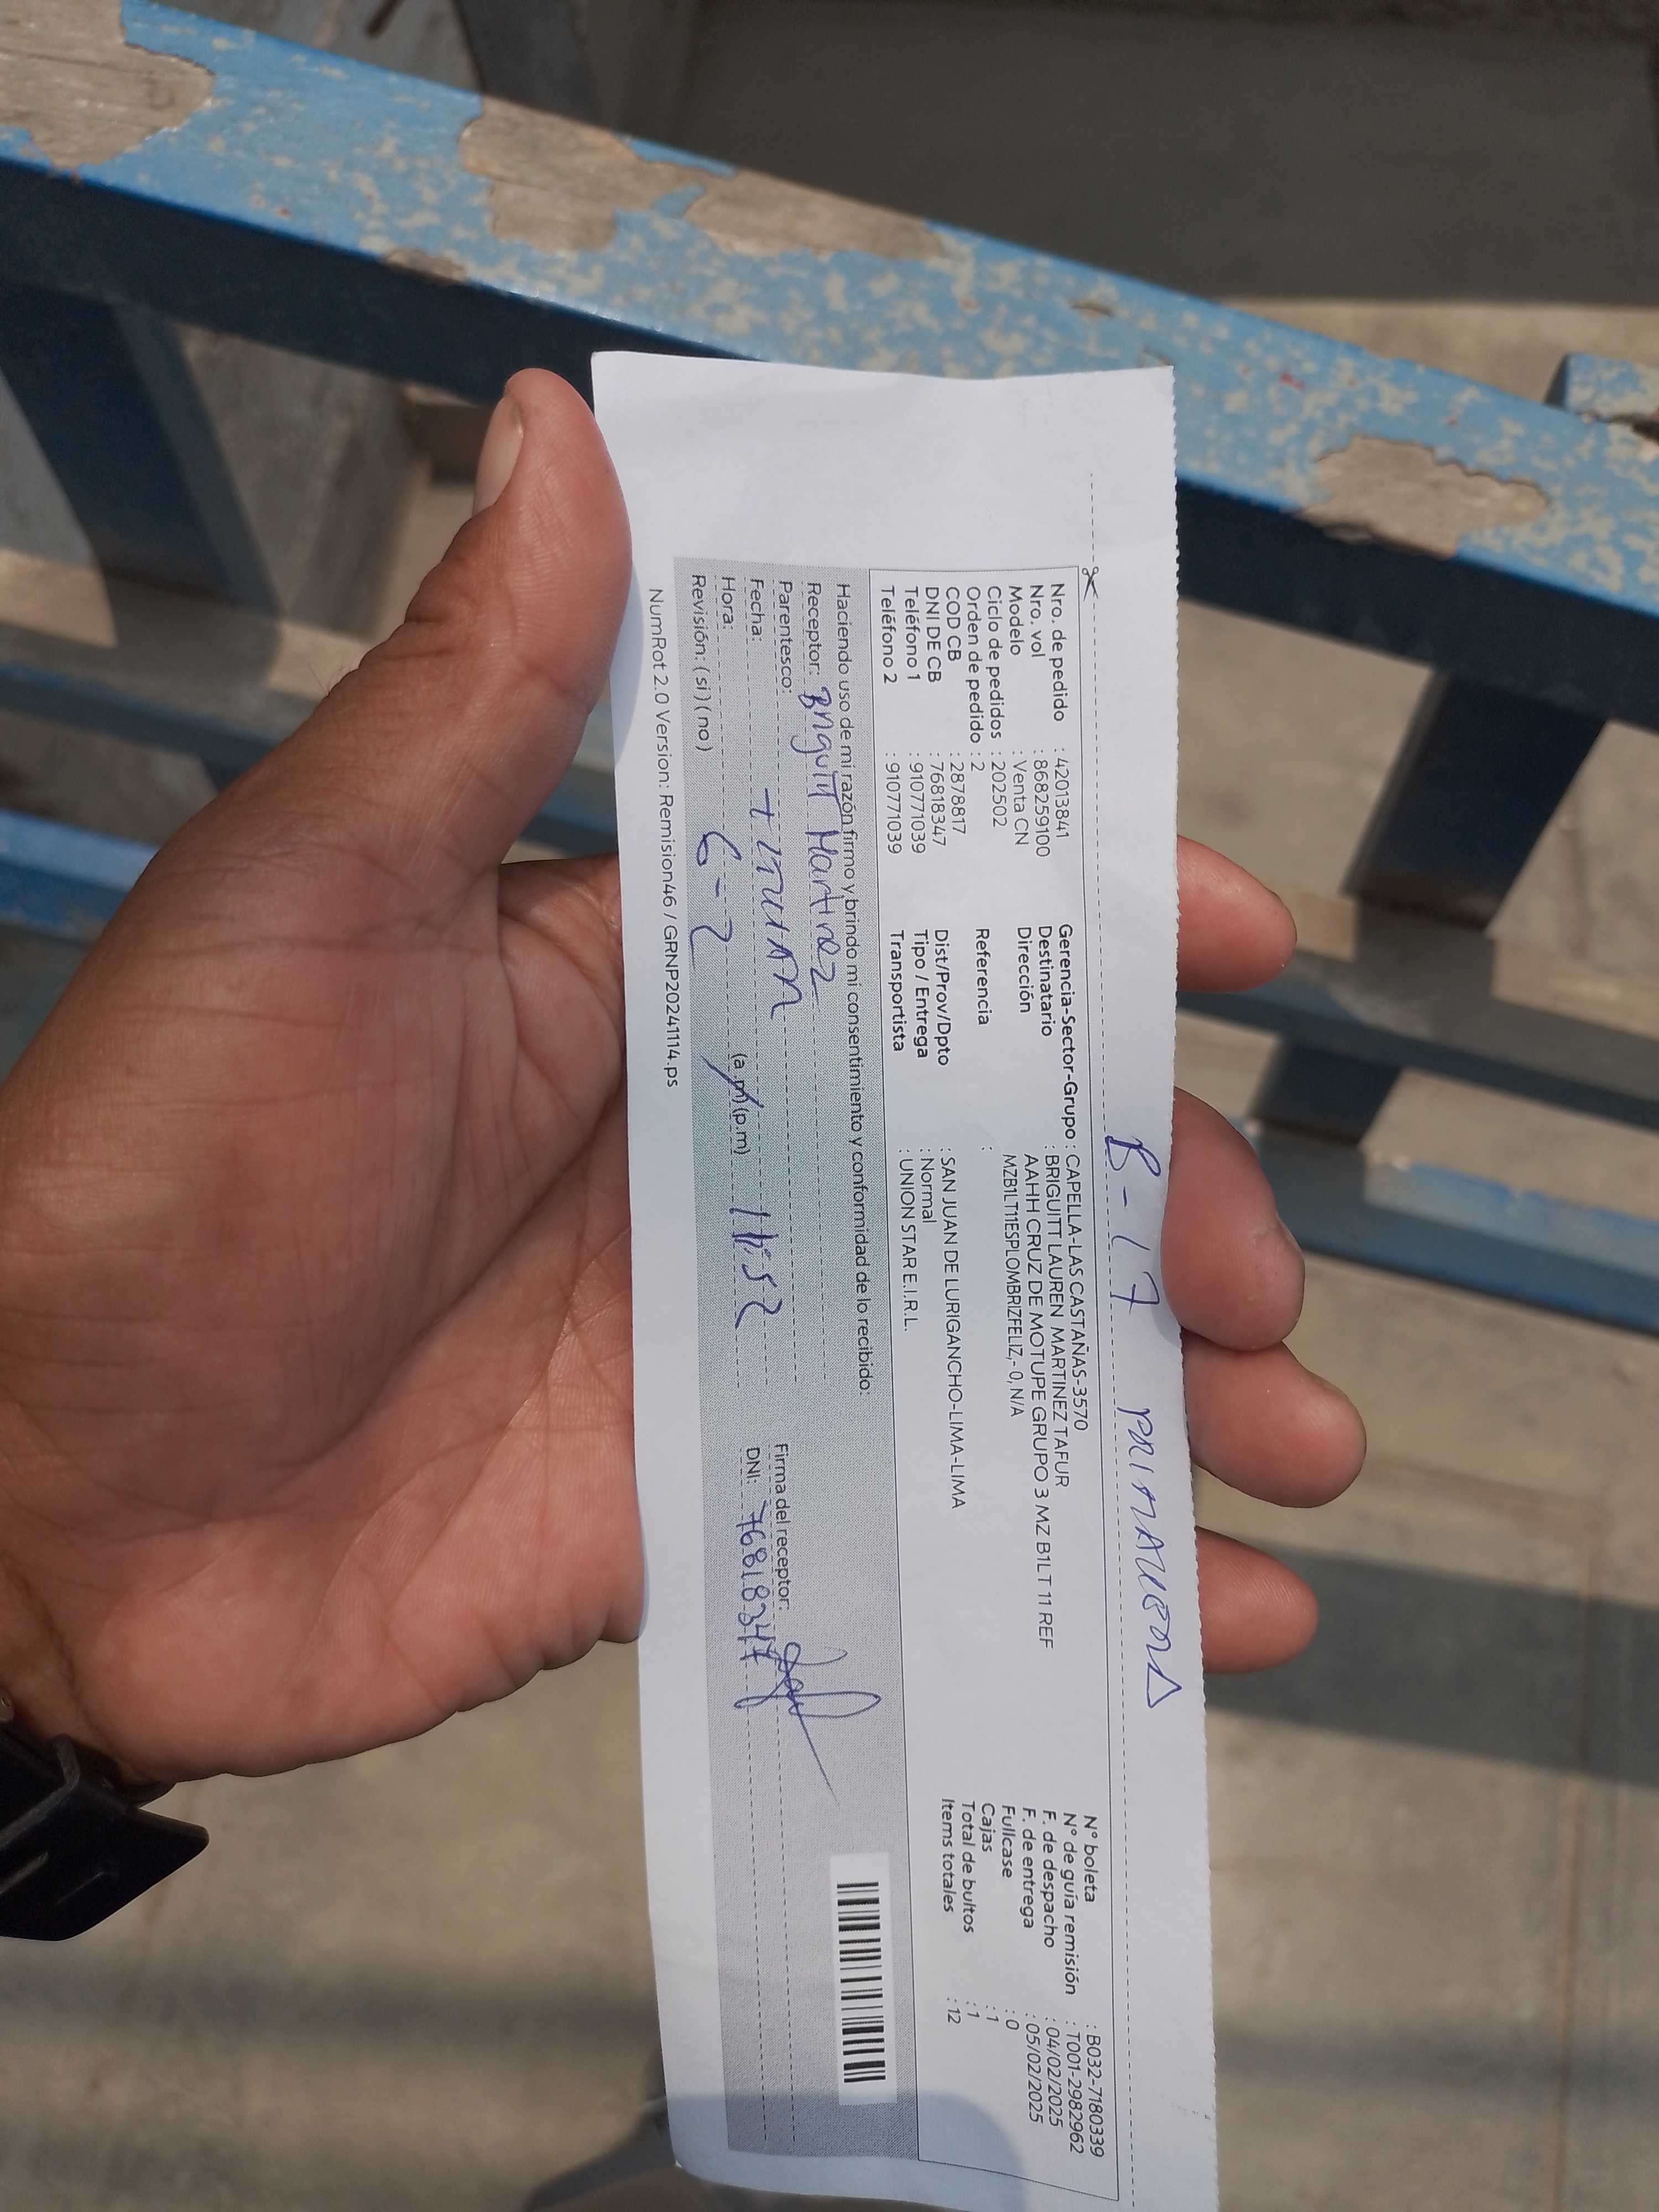 B-17 PRIMAVERA
Nro. de pedido : 42013841
Nro. vol : 868259100
Modelo : Venta CN
Ciclo de pedidos : 202502
Orden de pedido : 2
COD CB : 2878817
DNI DE CB : 76818347
Teléfono 1 : 910771039
Teléfono 2 : 910771039
Gerencia-Sector-Grupo : CAPELLA-LAS CASTAÑAS-3570
Destinatario : BRIGUITT LAUREN MARTINEZ TAFUR
Dirección : AAHH CRUZ DE MOTUPE GRUPO 3 MZ B1LT 11 REF
MZB1LT11ESPLOMBRIZFELIZ,- 0, N/A
Referencia :
Dist/Prov/Dpto : SAN JUAN DE LURIGANCHO-LIMA-LIMA
Tipo / Entrega : Normal
Transportista : UNION STAR E.I.R.L.
N° boleta : B032-7180339
N° de guía remisión : T001-2982962
F. de despacho : 04/02/2025
F. de entrega : 05/02/2025
Fullcase : 0
Cajas : 1
Total de bultos : 1
Items totales : 12
Haciendo uso de mi razón firmo y brindo mi consentimiento y conformidad de lo recibido:
Receptor: Briguitt Martinez
Parentesco:
Fecha: 6-2
Hora: (a.m) (p.m) 11:52
Revisión: (si) (no)
Firma del receptor:
DNI: 76818347
NumRot 2.0 Version: Remision46 / GRNP20241114.ps